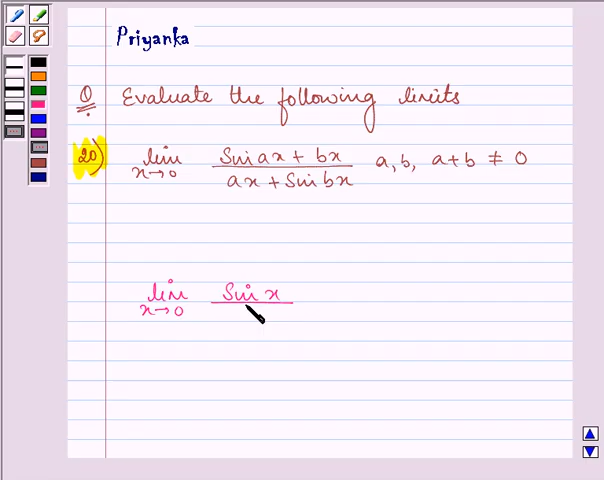 Priyanka
Q Evaluate the following limits
20) lim x→0 (Sin ax + bx)/(ax + Sin bx) a, b, a+b ≠ 0
lim x→0 Sin x